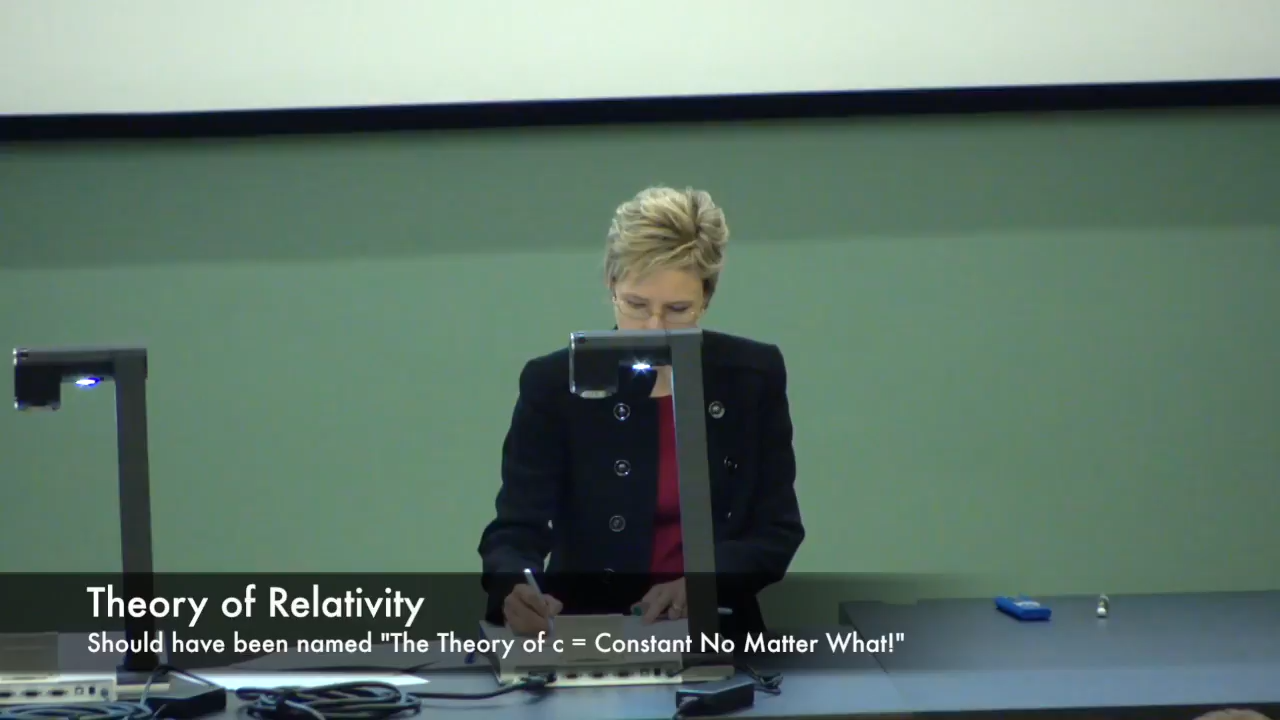 Theory of Relativity
Should have been named "The Theory of c = Constant No Matter What!"